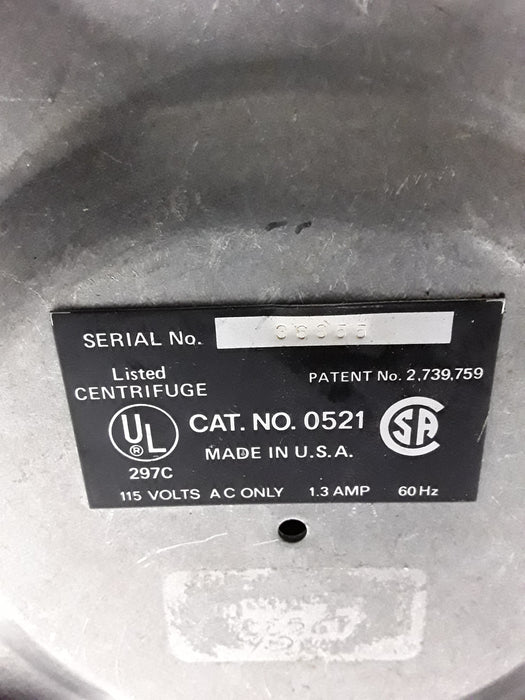 SERIAL No.
Listed
CENTRIFUGE
PATENT No. 2,739,759
UL
®
CAT. NO. 0521
SA
MADE IN U.S.A.
297C
115 VOLTS AC ONLY 1.3 AMP 60 Hz